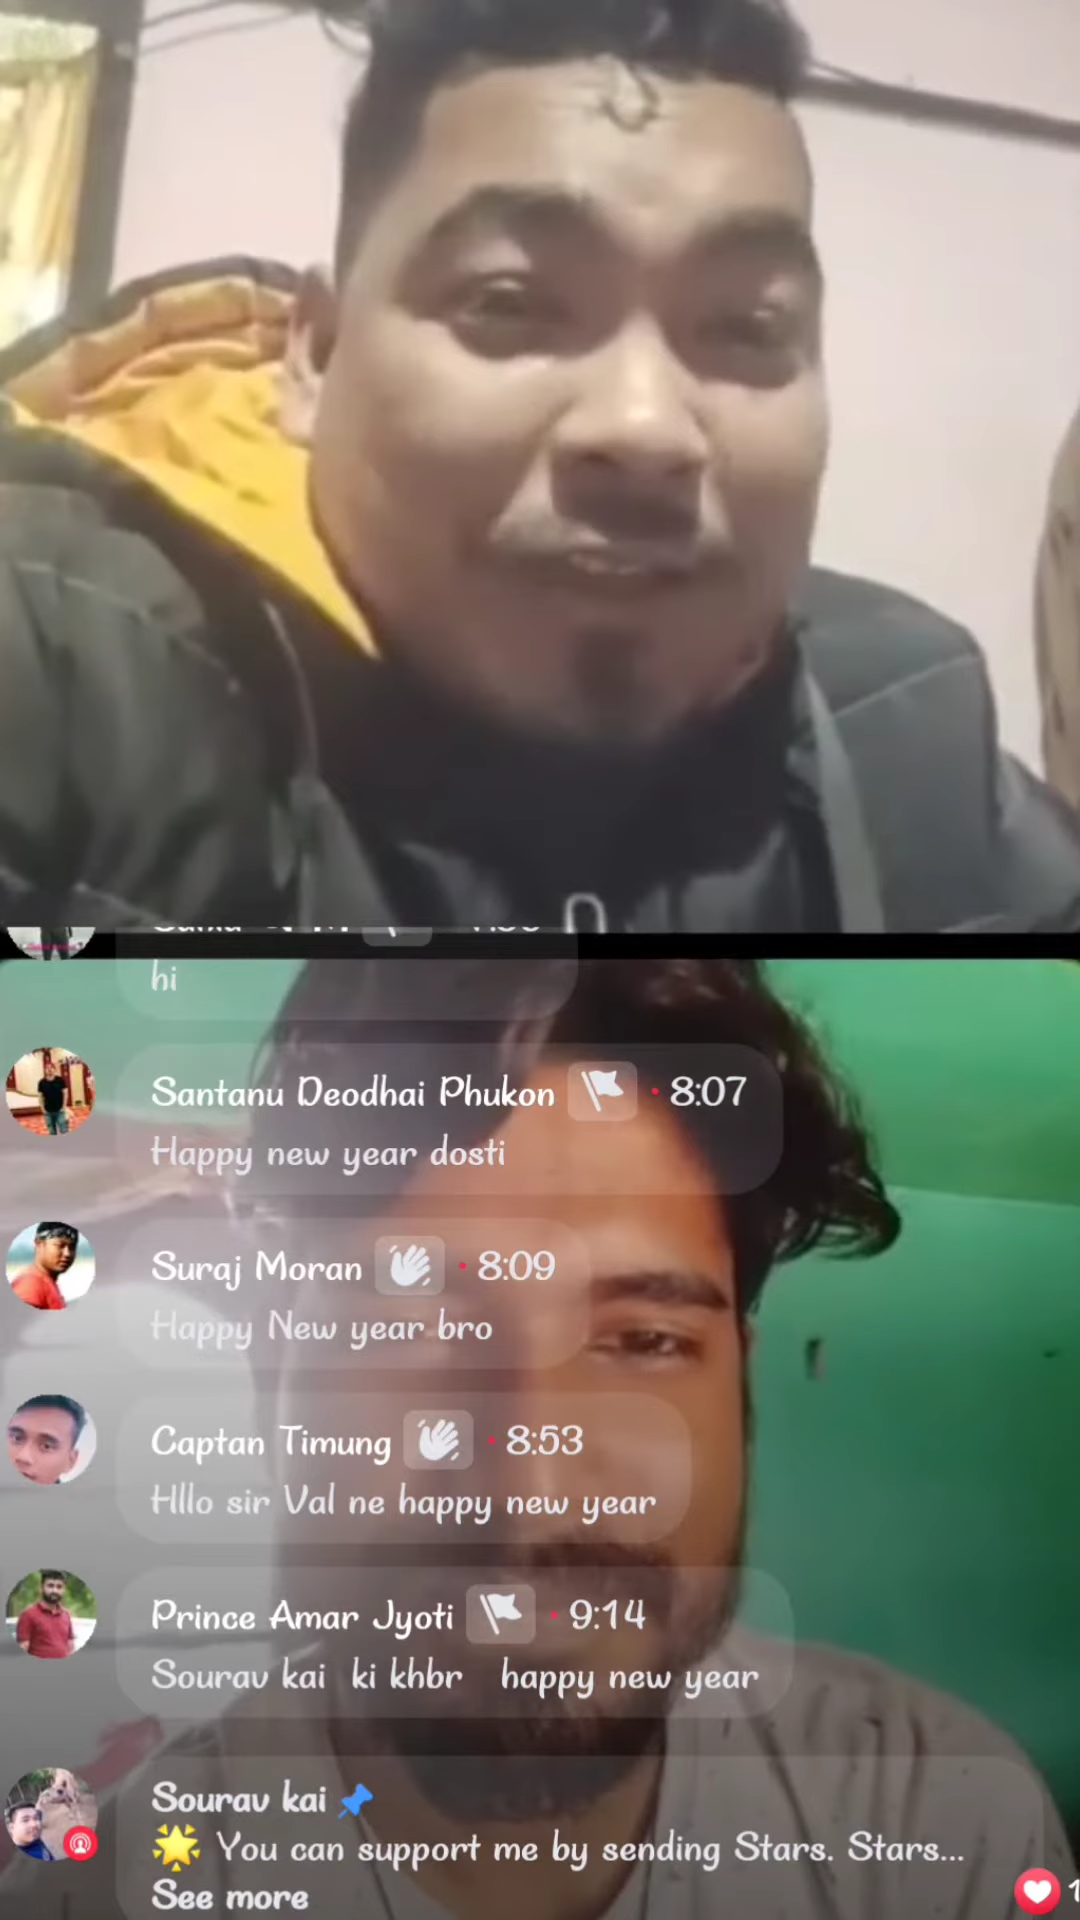 hi
Santanu Deodhai Phukon • 8:07
Happy new year dosti
Suraj Moran • 8:09
Happy New year bro
Captan Timung • 8:53
Hllo sir Val ne happy new year
Prince Amar Jyoti • 9:14
Sourav kai ki khbr happy new year
Sourav kai
You can support me by sending Stars. Stars...
See more